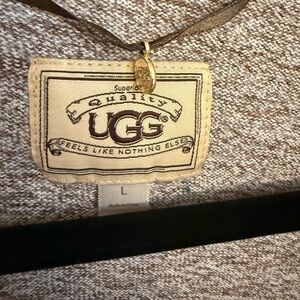 Superior
Quality
UGG®
FEELS LIKE NOTHING ELSE
L